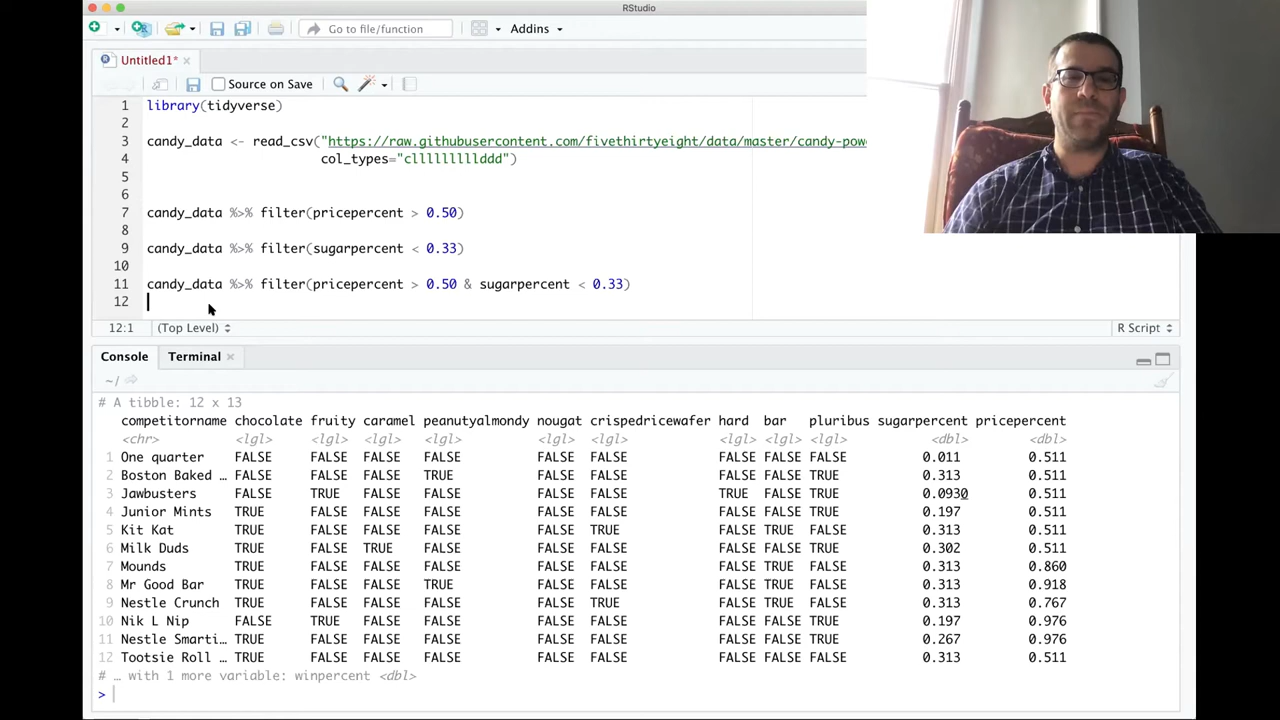 RStudio
Go to file/function
Addins
Untitled1*
Source on Save
1 library(tidyverse)
2
3 candy_data <- read_csv("https://raw.githubusercontent.com/fivethirtyeight/data/master/candy-pow
4 col_types="clllllllllddd")
5
6
7 candy_data %>% filter(pricepercent > 0.50)
8
9 candy_data %>% filter(sugarpercent < 0.33)
10
11 candy_data %>% filter(pricepercent > 0.50 & sugarpercent < 0.33)
12
12:1 (Top Level) R Script
Console Terminal
~/
# A tibble: 12 x 13
competitorname chocolate fruity caramel peanutyalmondy nougat crispedricewafer hard bar pluribus sugarpercent pricepercent
<chr> <lgl> <lgl> <lgl> <lgl> <lgl> <lgl> <lgl> <lgl> <lgl> <dbl> <dbl>
1 One quarter FALSE FALSE FALSE FALSE FALSE FALSE FALSE FALSE FALSE 0.011 0.511
2 Boston Baked … FALSE FALSE FALSE TRUE FALSE FALSE FALSE FALSE TRUE 0.313 0.511
3 Jawbusters FALSE TRUE FALSE FALSE FALSE FALSE TRUE FALSE TRUE 0.0930 0.511
4 Junior Mints TRUE FALSE FALSE FALSE FALSE FALSE FALSE FALSE TRUE 0.197 0.511
5 Kit Kat TRUE FALSE FALSE FALSE FALSE TRUE FALSE TRUE FALSE 0.313 0.511
6 Milk Duds TRUE FALSE TRUE FALSE FALSE FALSE FALSE FALSE TRUE 0.302 0.511
7 Mounds TRUE FALSE FALSE FALSE FALSE FALSE FALSE TRUE FALSE 0.313 0.860
8 Mr Good Bar TRUE FALSE FALSE TRUE FALSE FALSE FALSE TRUE FALSE 0.313 0.918
9 Nestle Crunch TRUE FALSE FALSE FALSE FALSE TRUE FALSE TRUE FALSE 0.313 0.767
10 Nik L Nip FALSE TRUE FALSE FALSE FALSE FALSE FALSE FALSE TRUE 0.197 0.976
11 Nestle Smarti… TRUE FALSE FALSE FALSE FALSE FALSE FALSE FALSE TRUE 0.267 0.976
12 Tootsie Roll … TRUE FALSE FALSE FALSE FALSE FALSE FALSE FALSE TRUE 0.313 0.511
# … with 1 more variable: winpercent <dbl>
>